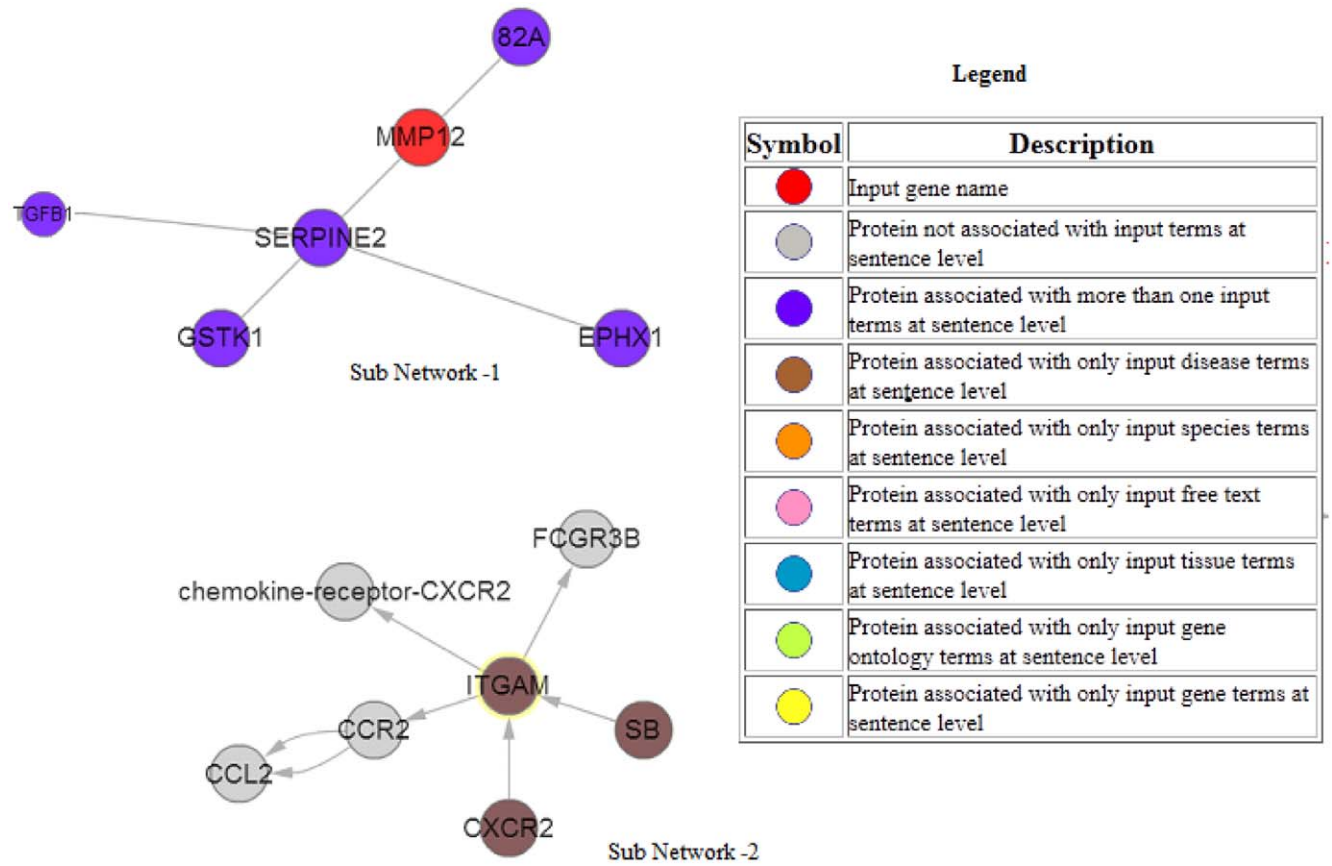 82A
MMP12
TGFB1
SERPINE2
GSTK1
EPHX1
Sub Network -1
FCGR3B
chemokine-receptor-CXCR2
ITGAM
CCR2
SB
CCL2
CXCR2
Sub Network -2
Legend
Symbol Description
Input gene name
Protein not associated with input terms at
sentence level
Protein associated with more than one input
terms at sentence level
Protein associated with only input disease terms
at sentence level
Protein associated with only input species terms
at sentence level
Protein associated with only input free text
terms at sentence level
Protein associated with only input tissue terms
at sentence level
Protein associated with only input gene
ontology terms at sentence level
Protein associated with only input gene terms at
sentence level